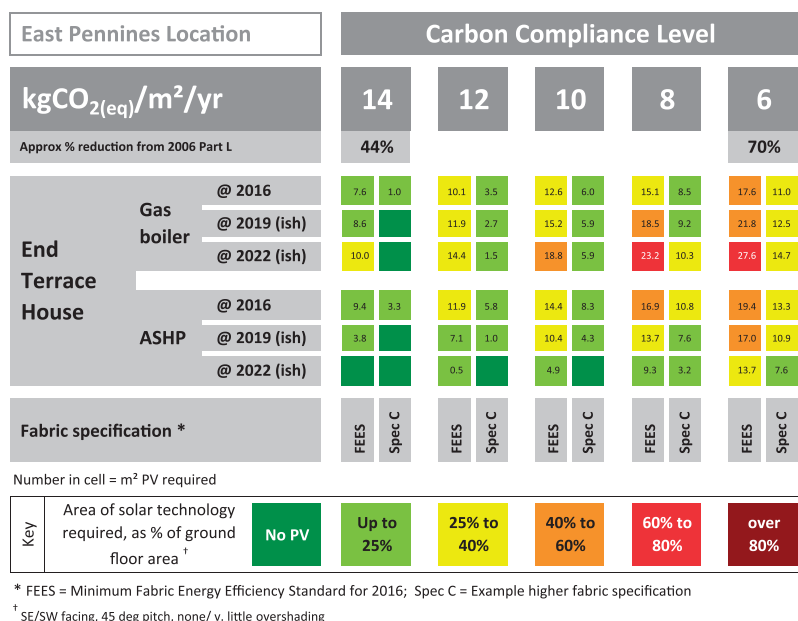 East Pennines Location
Carbon Compliance Level
kgCO2(eq)/m²/yr
14 12 10 8 6
Approx % reduction from 2006 Part L
44% 70%
End
Terrace
House
Gas
boiler
@ 2016 7.6 1.0 10.1 3.5 12.6 6.0 15.1 8.5 17.6 11.0
@ 2019 (ish) 8.6 11.9 2.7 15.2 5.9 18.5 9.2 21.8 12.5
@ 2022 (ish) 10.0 14.4 1.5 18.8 5.9 23.2 10.3 27.6 14.7
ASHP
@ 2016 9.4 3.3 11.9 5.8 14.4 8.3 16.9 10.8 19.4 13.3
@ 2019 (ish) 3.8 7.1 1.0 10.4 4.3 13.7 7.6 17.0 10.9
@ 2022 (ish) 0.5 4.9 9.3 3.2 13.7 7.6
Fabric specification *
FEES Spec C FEES Spec C FEES Spec C FEES Spec C FEES Spec C
Number in cell = m² PV required
Key
Area of solar technology
required, as % of ground
floor area †
No PV
Up to
25%
25% to
40%
40% to
60%
60% to
80%
over
80%
* FEES = Minimum Fabric Energy Efficiency Standard for 2016; Spec C = Example higher fabric specification
† SE/SW facing, 45 deg pitch, none/ v. little overshading